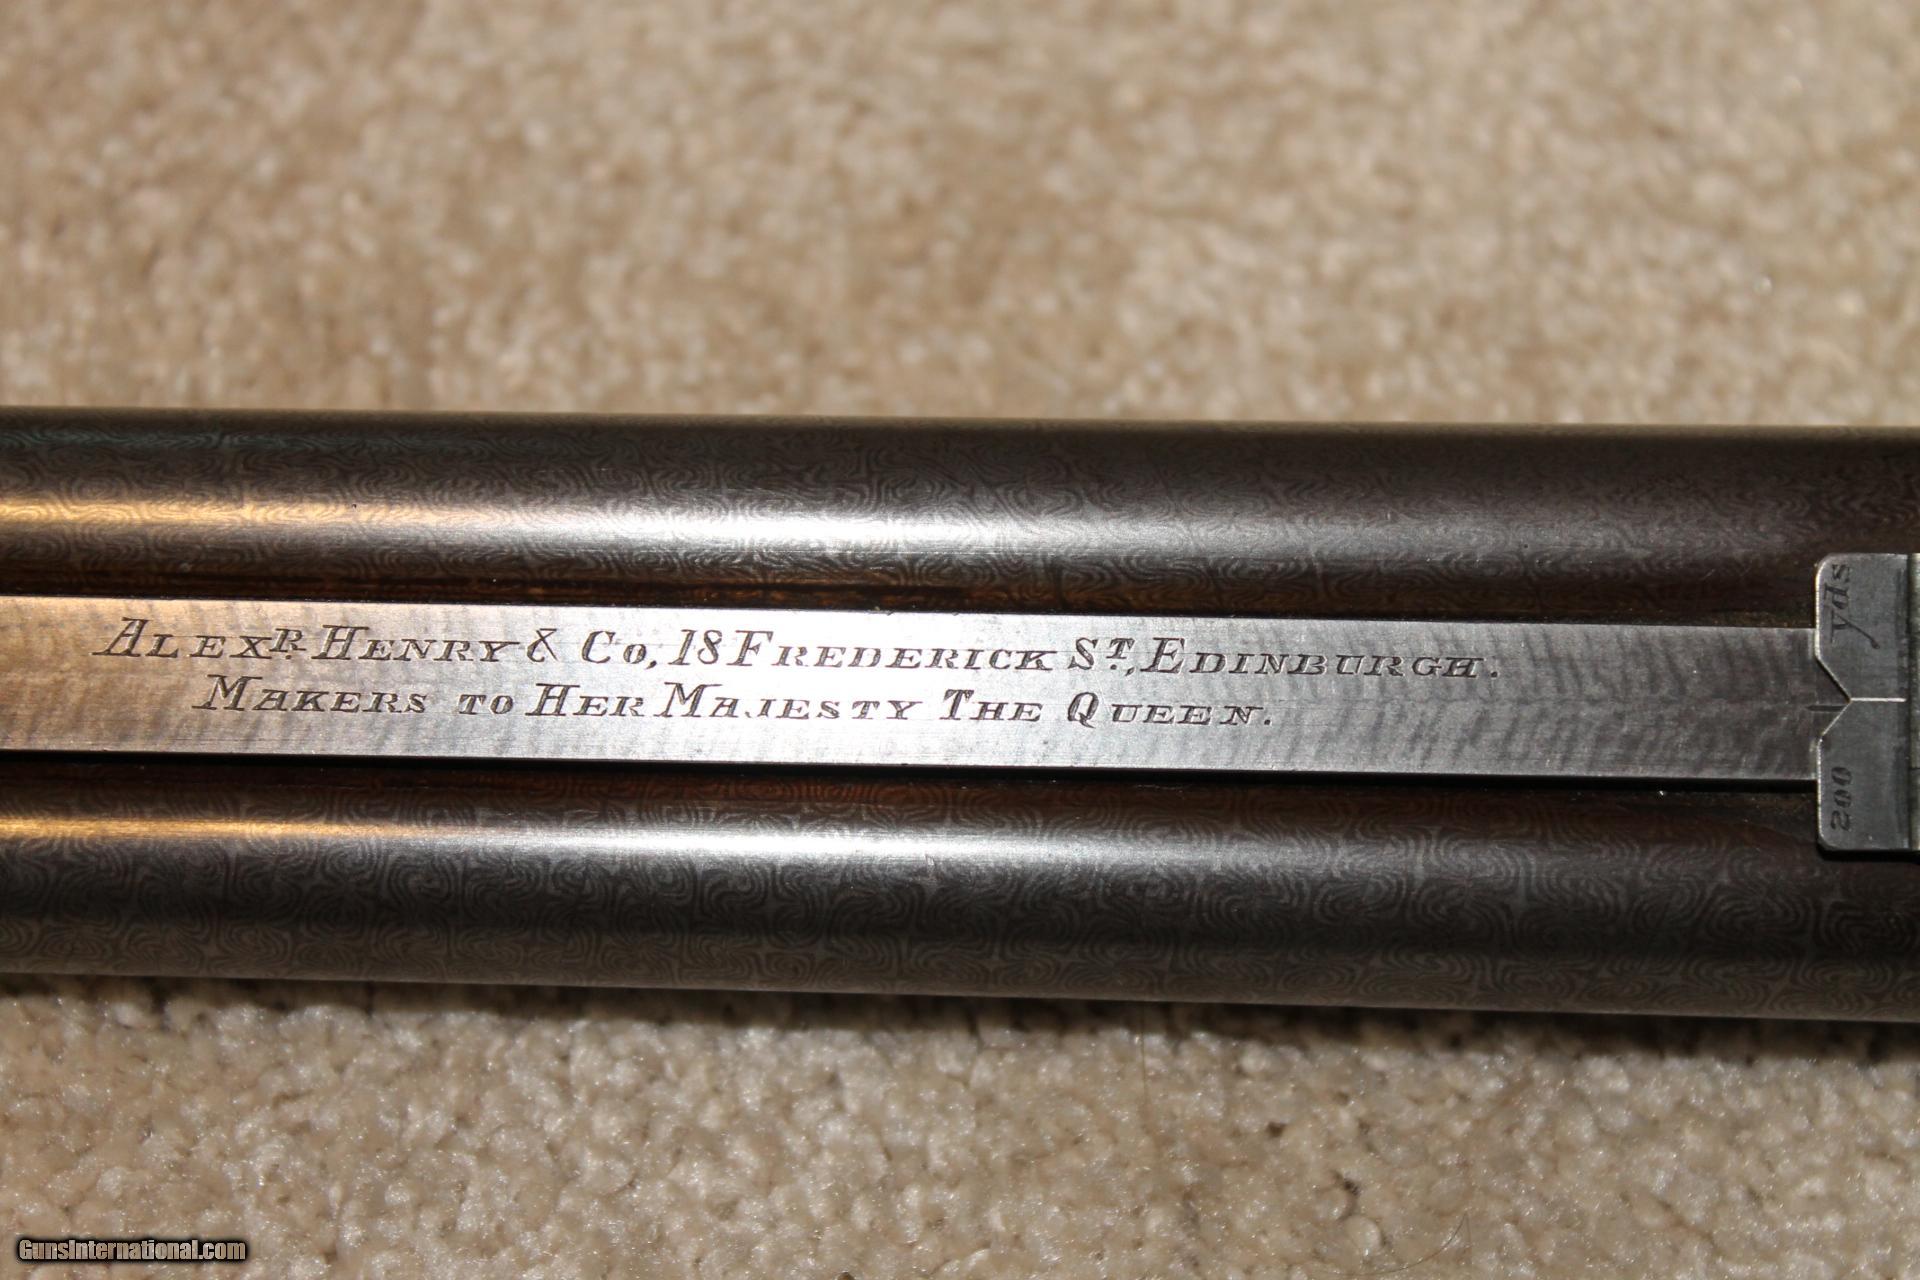 ALEXR. HENRY & CO, 18 FREDERICK ST, EDINBURGH.
MAKERS TO HER MAJESTY THE QUEEN.
200 yds
GunsInternational.com